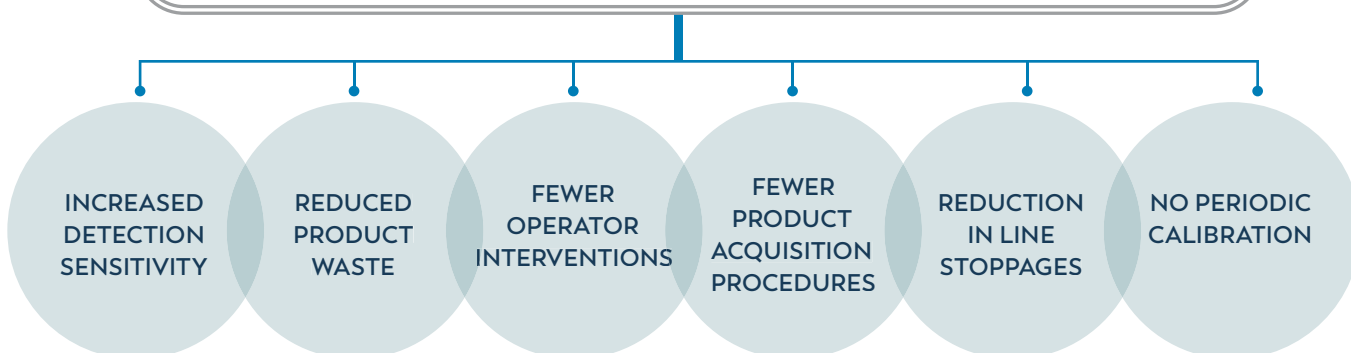 INCREASED
DETECTION
SENSITIVITY
REDUCED
PRODUCT
WASTE
FEWER
OPERATOR
INTERVENTIONS
FEWER
PRODUCT
ACQUISITION
PROCEDURES
REDUCTION
IN LINE
STOPPAGES
NO PERIODIC
CALIBRATION